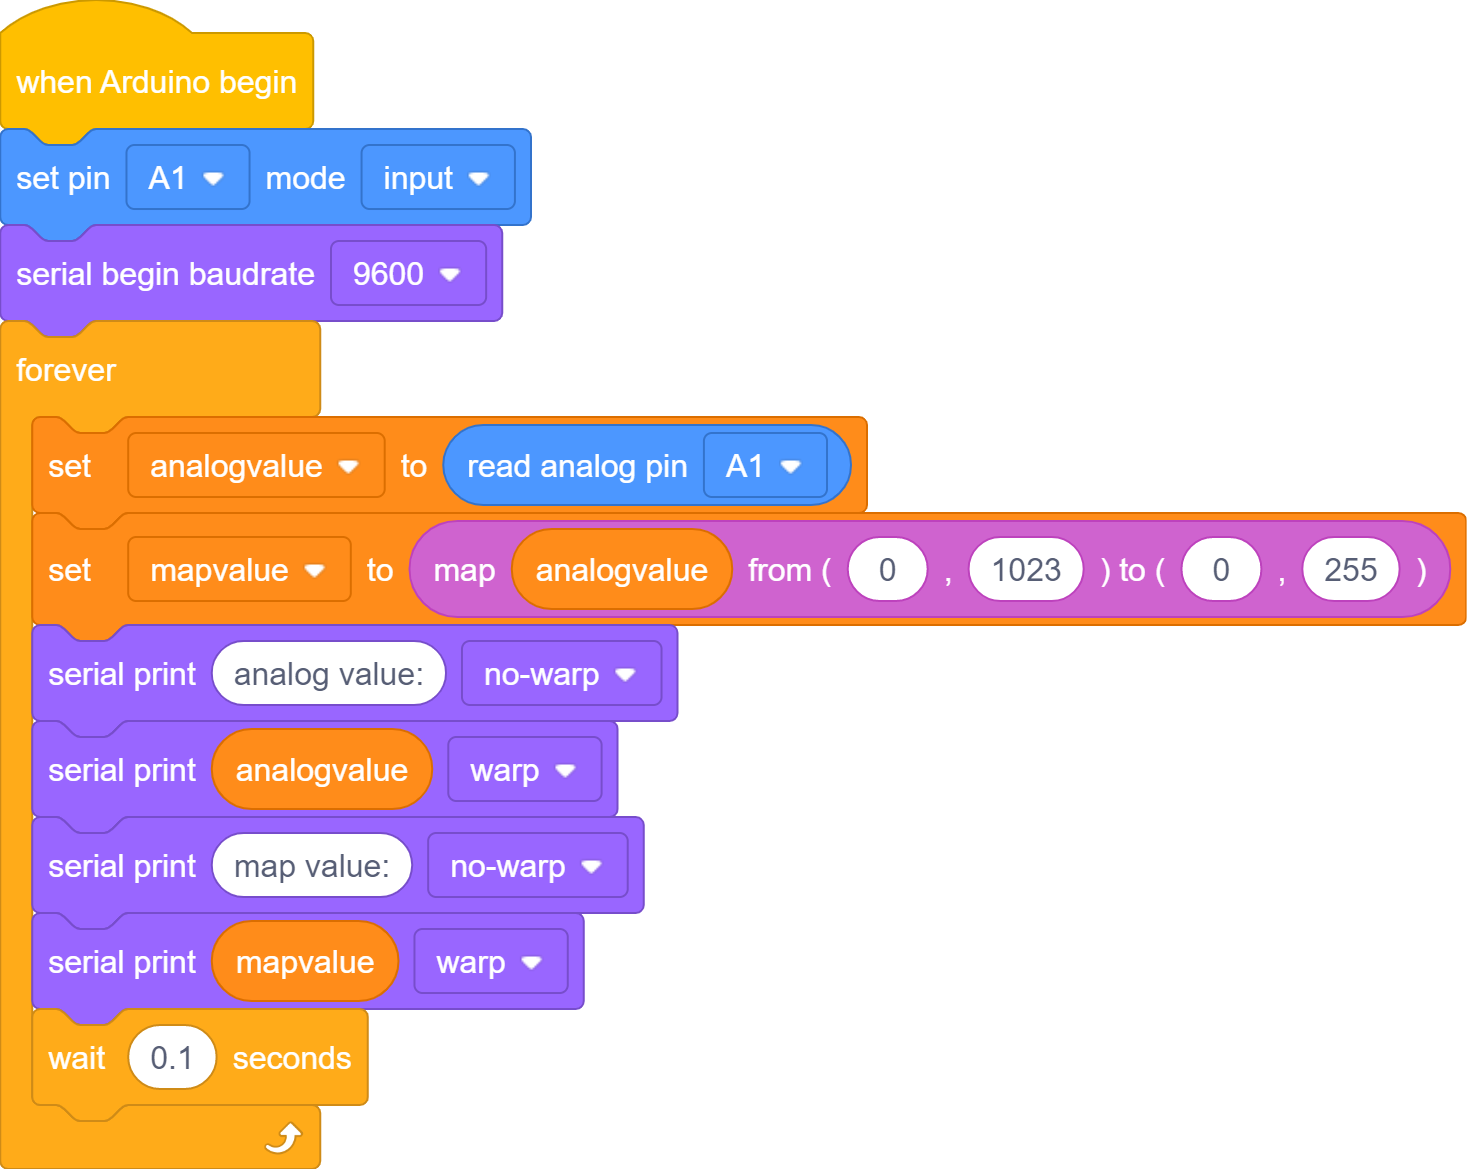 when Arduino begin
set pin A1 mode input
serial begin baudrate 9600
forever
set analogvalue to read analog pin A1
set mapvalue to map analogvalue from ( 0 , 1023 ) to ( 0 , 255 )
serial print analog value: no-warp
serial print analogvalue warp
serial print map value: no-warp
serial print mapvalue warp
wait 0.1 seconds